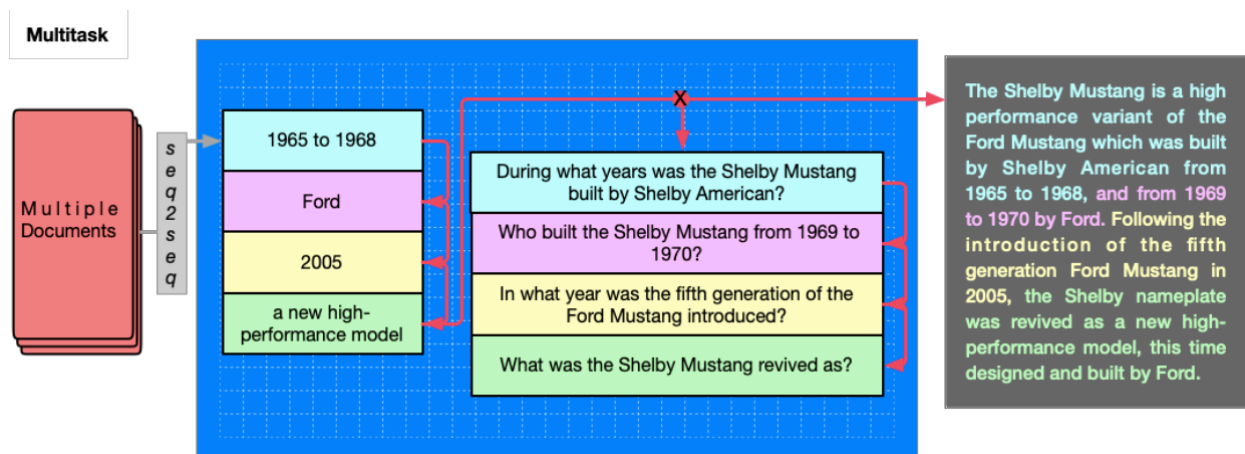 Multitask
Multiple
Documents
seq2seq
1965 to 1968
Ford
2005
a new high-
performance model
X
During what years was the Shelby Mustang
built by Shelby American?
Who built the Shelby Mustang from 1969 to
1970?
In what year was the fifth generation of the
Ford Mustang introduced?
What was the Shelby Mustang revived as?
The Shelby Mustang is a high
performance variant of the
Ford Mustang which was built
by Shelby American from
1965 to 1968, and from 1969
to 1970 by Ford. Following the
introduction of the fifth
generation Ford Mustang in
2005, the Shelby nameplate
was revived as a new high-
performance model, this time
designed and built by Ford.